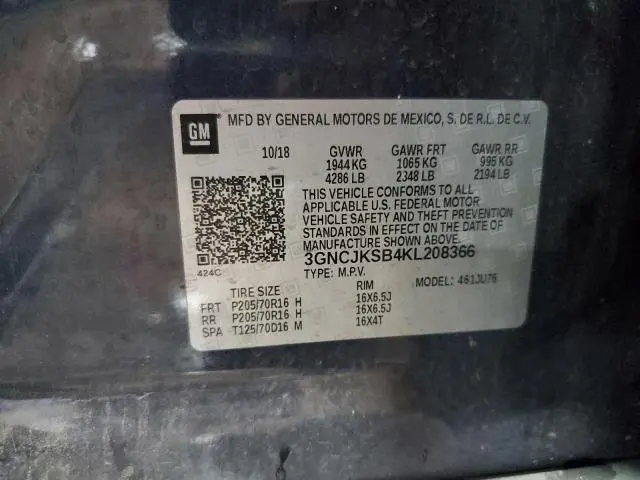 GM MFD BY GENERAL MOTORS DE MEXICO, S. DE R.L. DE C.V.
10/18 GVWR GAWR FRT GAWR RR
1944 KG 1065 KG 995 KG
4286 LB 2348 LB 2194 LB
THIS VEHICLE CONFORMS TO ALL
APPLICABLE U.S. FEDERAL MOTOR
VEHICLE SAFETY AND THEFT PREVENTION
STANDARDS IN EFFECT ON THE DATE OF
MANUFACTURE SHOWN ABOVE.
424C 3GNCJKSB4KL208366
TYPE: M.P.V. MODEL: 461JU76
TIRE SIZE RIM
FRT P205/70R16 H 16X6.5J
RR P205/70R16 H 16X6.5J
SPA T125/70D16 M 16X4T